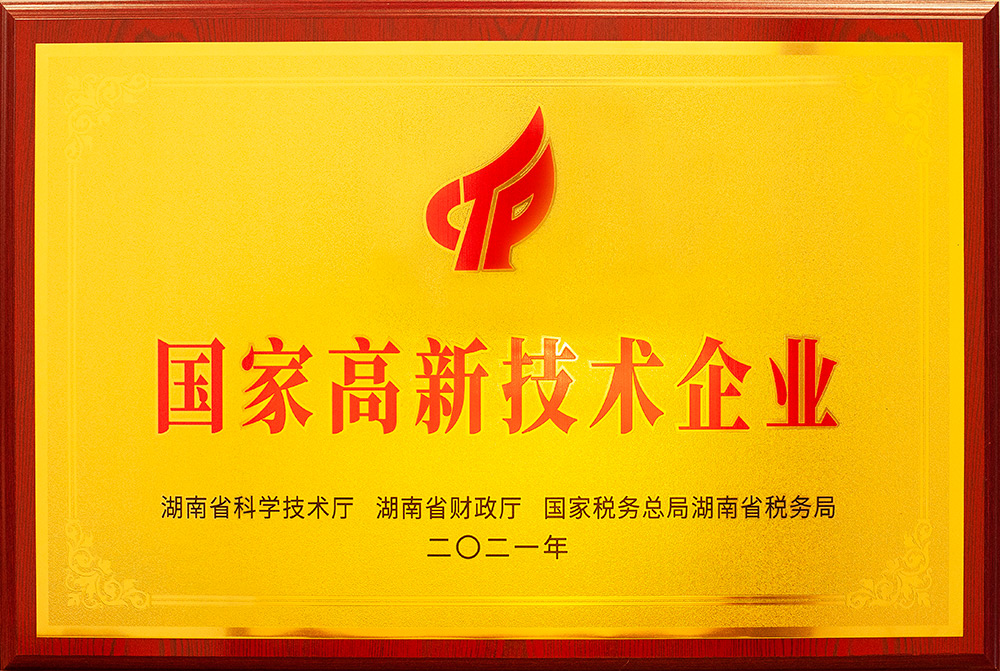 CTP
国家高新技术企业
湖南省科学技术厅 湖南省财政厅 国家税务总局湖南省税务局
二〇二一年